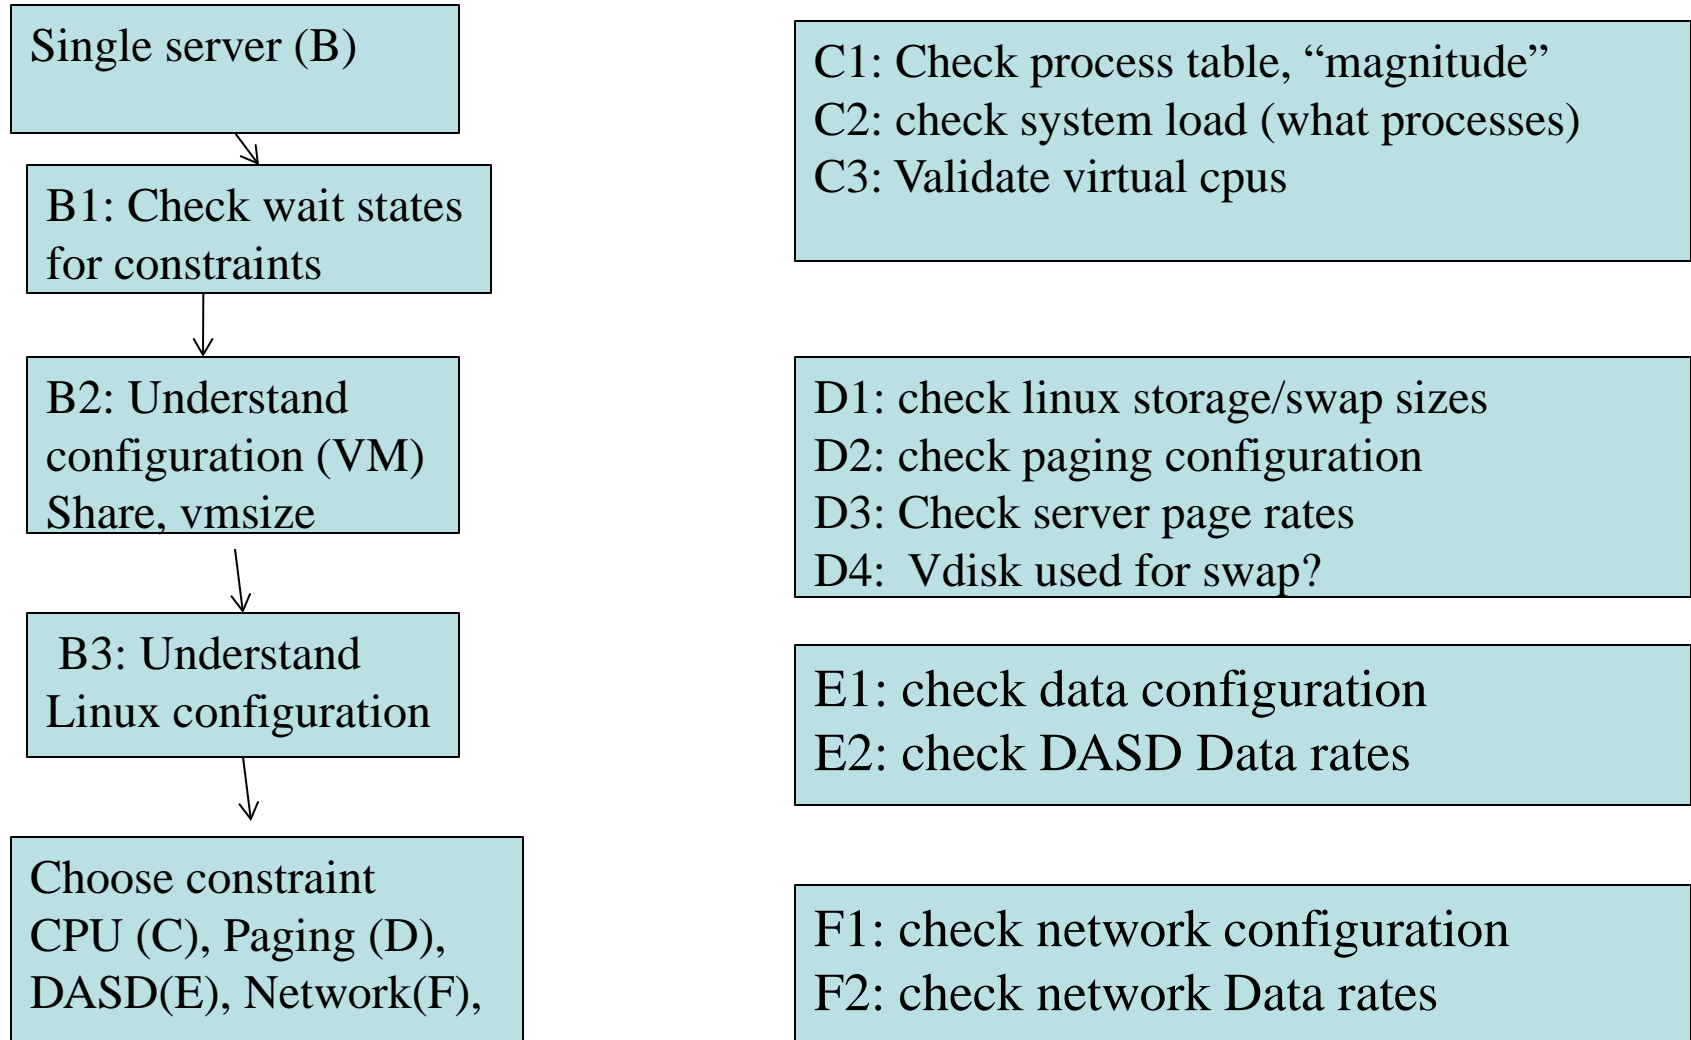 Single server (B)
B1: Check wait states
for constraints
B2: Understand
configuration (VM)
Share, vmsize
B3: Understand
Linux configuration
Choose constraint
CPU (C), Paging (D),
DASD(E), Network(F),
C1: Check process table, “magnitude”
C2: check system load (what processes)
C3: Validate virtual cpus
D1: check linux storage/swap sizes
D2: check paging configuration
D3: Check server page rates
D4: Vdisk used for swap?
E1: check data configuration
E2: check DASD Data rates
F1: check network configuration
F2: check network Data rates